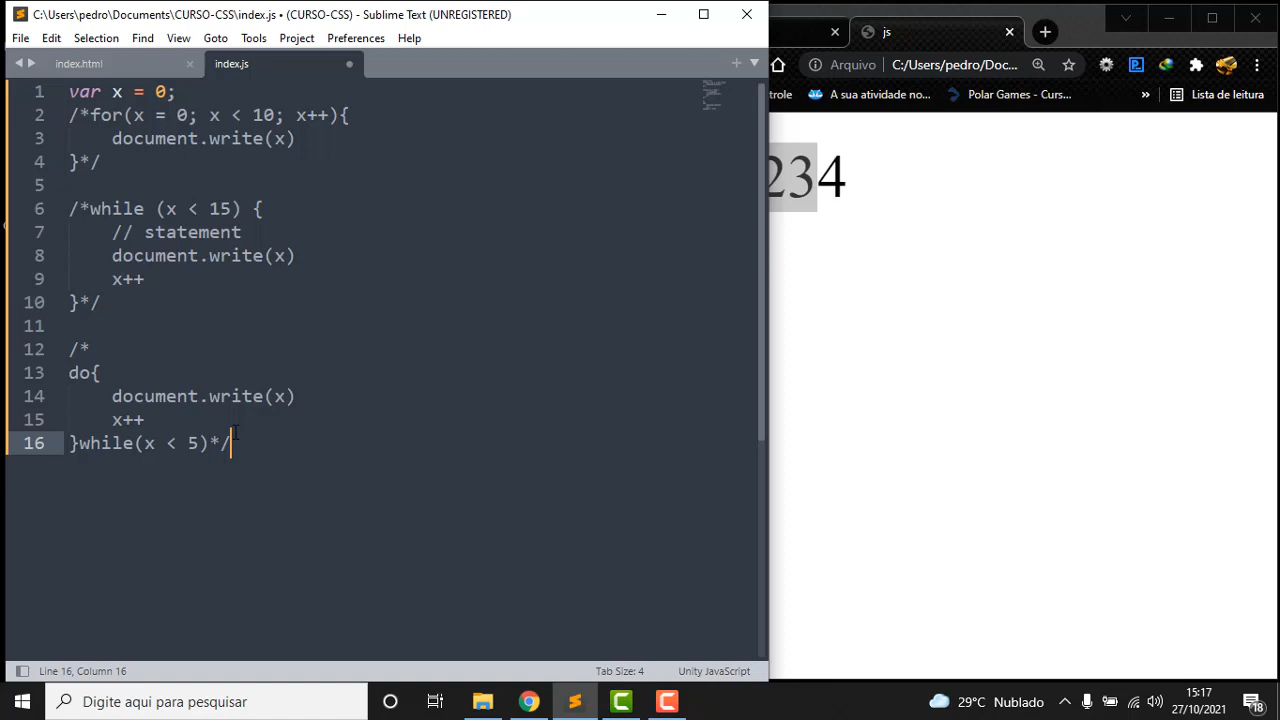 C:\Users\pedro\Documents\CURSO-CSS\index.js • (CURSO-CSS) - Sublime Text (UNREGISTERED)
File Edit Selection Find View Goto Tools Project Preferences Help
index.html
index.js
1 var x = 0;
2 /*for(x = 0; x < 10; x++){
3 document.write(x)
4 }*/
5
6 /*while (x < 15) {
7 // statement
8 document.write(x)
9 x++
10 }*/
11
12 /*
13 do{
14 document.write(x)
15 x++
16 }while(x < 5)*/
Line 16, Column 16
Tab Size: 4
Unity JavaScript
js
Arquivo
C:/Users/pedro/Doc...
trole
A sua atividade no...
Polar Games - Curs...
»
Lista de leitura
234
Digite aqui para pesquisar
29°C Nublado
15:17
27/10/2021
18